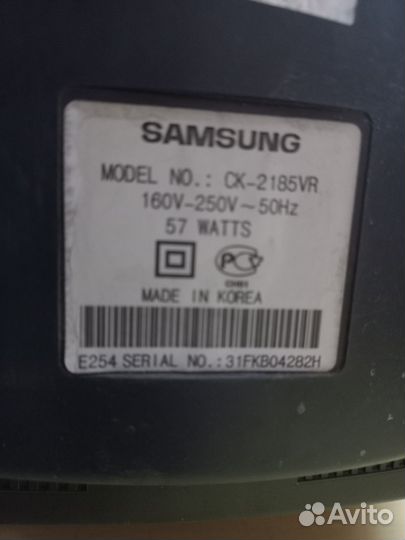 SAMSUNG
MODEL NO.: CK-2185VR
160V-250V~50Hz
57 WATTS
MADE IN KOREA
E254 SERIAL NO.:31FKB04282H
Avito